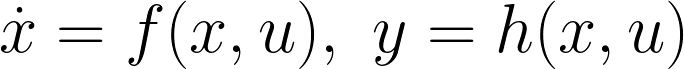 ẋ = f(x, u), y = h(x, u)